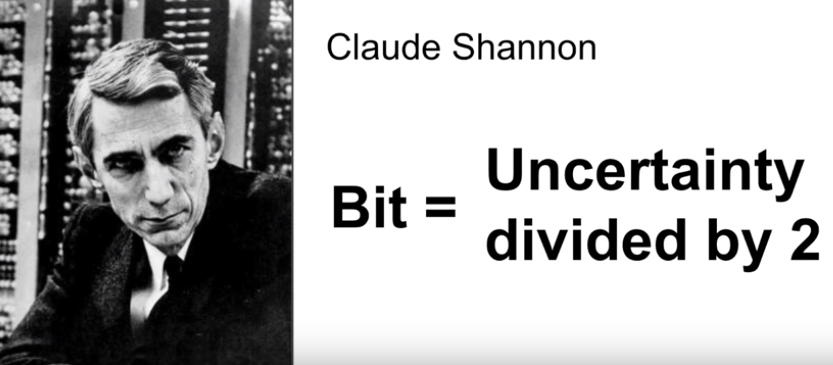 Claude Shannon
Bit = Uncertainty
divided by 2